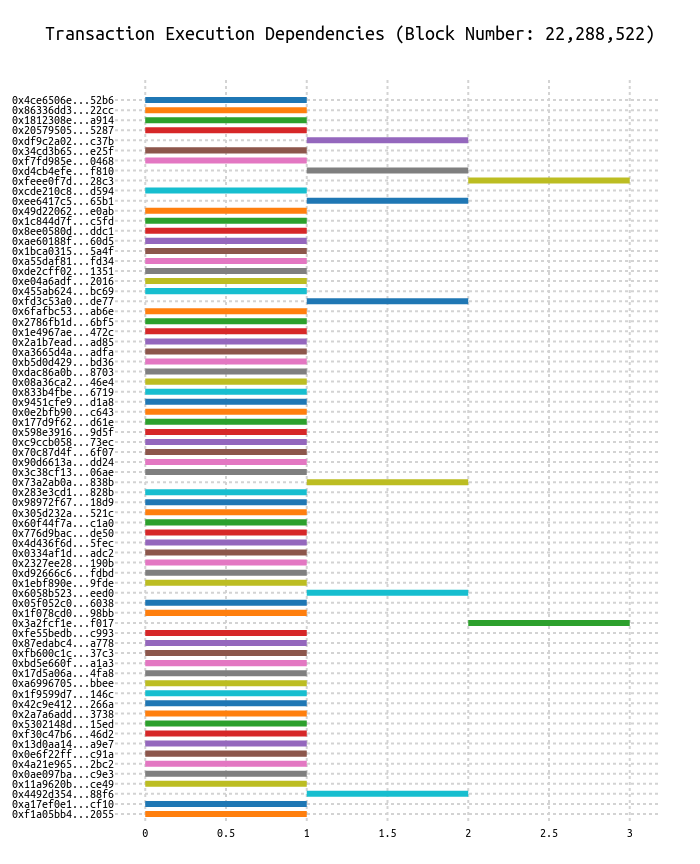 Transaction Execution Dependencies (Block Number: 22,288,522)
0x4ce6506e...52b6
0x86336dd3...22cc
0x1812308e...a914
0x20579505...5287
0xdf9c2a02...c37b
0x34cd3b65...e25f
0xf7fd985e...0468
0xd4cb4efe...f810
0xfeee0f7d...28c3
0xcde210c8...d594
0xee6417c5...65b1
0x49d22062...e0ab
0x1c844d7f...c5fd
0x8ee0580d...ddc1
0xae60188f...60d5
0x1bca0315...5a4f
0xa55daf81...fd34
0xde2cff02...1351
0xe04a6adf...2016
0x455ab624...bc69
0xfd3c53a0...de77
0x6fafbc53...ab6e
0x2786fb1d...6bf5
0x1e4967ae...472c
0x2a1b7ead...ad85
0xa3665d4a...adfa
0xb5d0d429...bd36
0xdac86a0b...8703
0x08a36ca2...46e4
0x833b4fbe...6719
0x9451cfe9...d1a8
0x0e2bfb90...c643
0x177d9f62...d61e
0x598e3916...9d5f
0xc9ccb058...73ec
0x70c87d4f...6f07
0x90d6613a...dd24
0x3c38cf13...06ae
0x73a2ab0a...838b
0x283e3cd1...828b
0x98972f67...18d9
0x305d232a...521c
0x60f44f7a...c1a0
0x776d9bac...de50
0x4d436f6d...5fec
0x0334af1d...adc2
0x2327ee28...190b
0xd92666c6...fdbd
0x1ebf890e...9fde
0x6058b523...eed0
0x05f052c0...6038
0x1f078cd0...98bb
0x3a2fcf1e...f017
0xfe55bedb...c993
0x87edabc4...a778
0xfb600c1c...37c3
0xbd5e660f...a1a3
0x17d5a06a...4fa8
0xa6996705...bbee
0x1f9599d7...146c
0x42c9e412...266a
0x2a7a6add...3738
0x5302148d...15ed
0xf30c47b6...46d2
0x13d0aa14...a9e7
0x0e6f22ff...c91a
0x4a21e965...2bc2
0x0ae097ba...c9e3
0x11a9620b...ce49
0x4492d354...88f6
0xa17ef0e1...cf10
0xf1a05bb4...2055
0 0.5 1 1.5 2 2.5 3